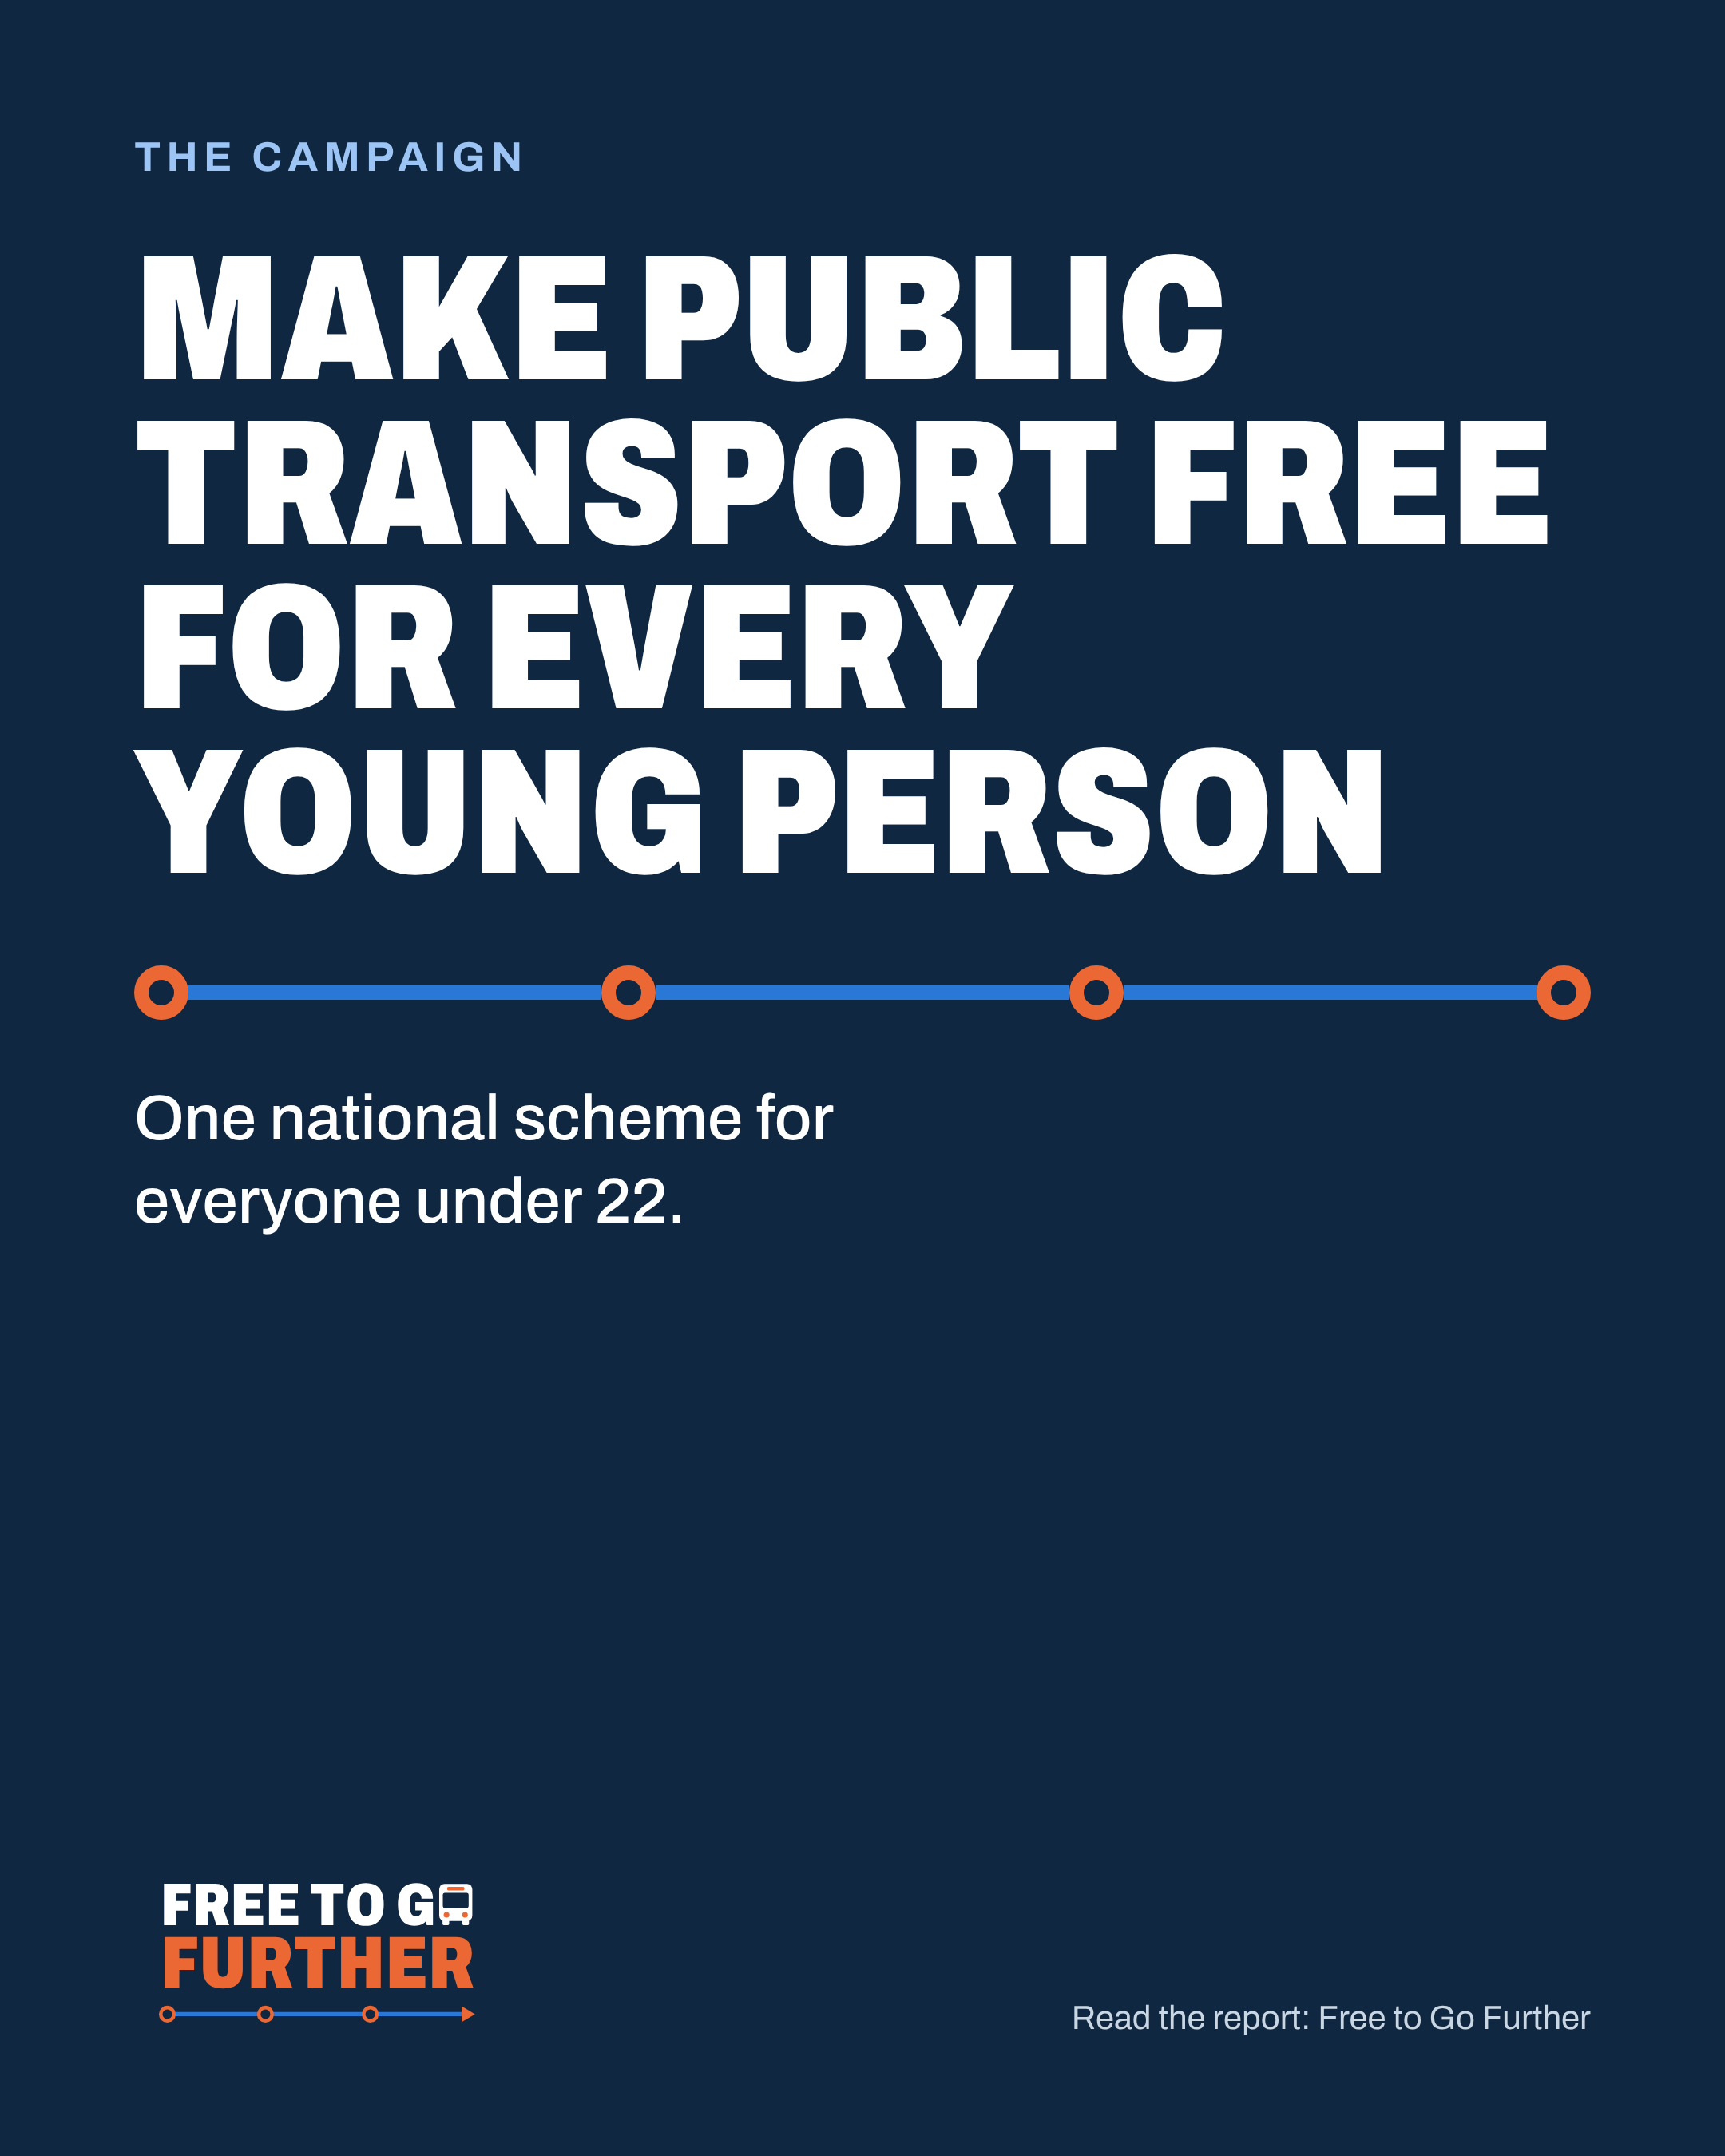 THE CAMPAIGN
MAKE PUBLIC
TRANSPORT FREE
FOR EVERY
YOUNG PERSON
One national scheme for
everyone under 22.
FREE TO GO
FURTHER
Read the report: Free to Go Further